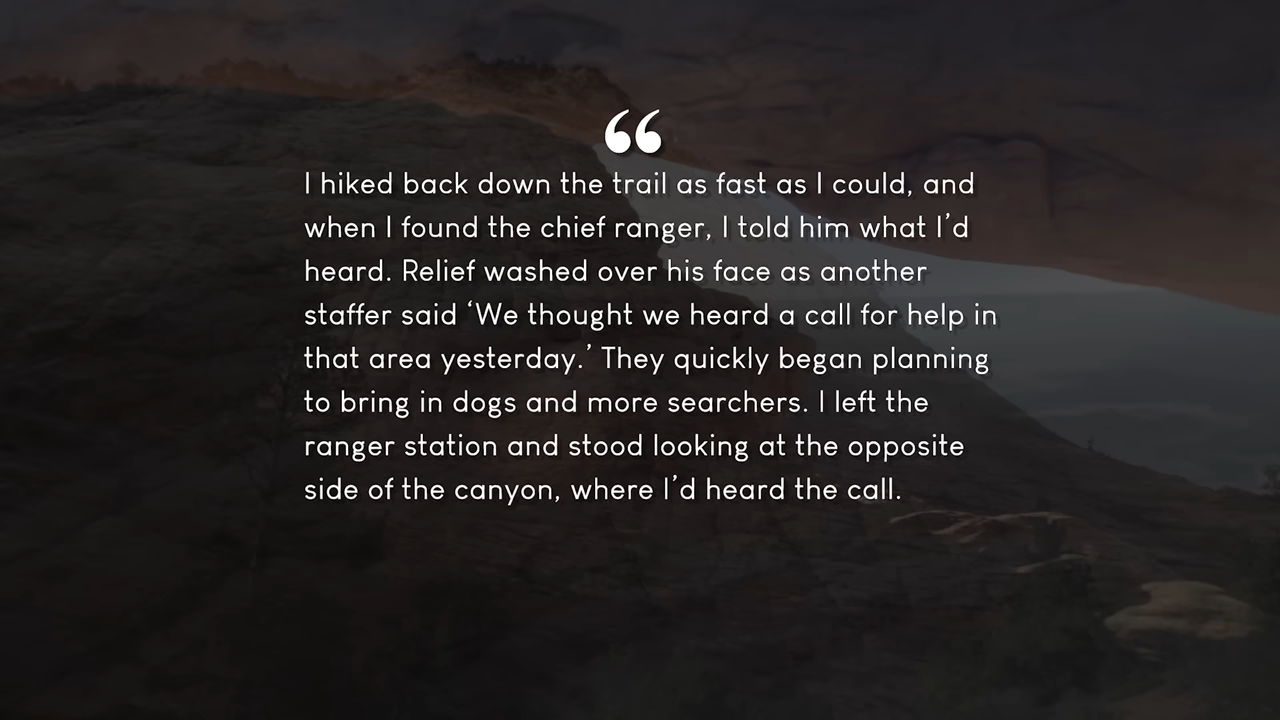 “
I hiked back down the trail as fast as I could, and
when I found the chief ranger, I told him what I’d
heard. Relief washed over his face as another
staffer said ‘We thought we heard a call for help in
that area yesterday.’ They quickly began planning
to bring in dogs and more searchers. I left the
ranger station and stood looking at the opposite
side of the canyon, where I’d heard the call.